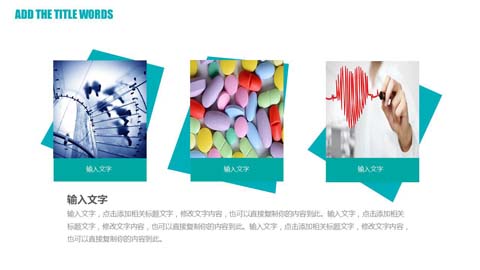 ADD THE TITLE WORDS
输入文字
输入文字
输入文字
输入文字
输入文字，点击添加相关标题文字，修改文字内容，也可以直接复制你的内容到此。输入文字，点击添加相关
标题文字，修改文字内容，也可以直接复制你的内容到此。输入文字，点击添加相关标题文字，修改文字内容，
也可以直接复制你的内容到此。